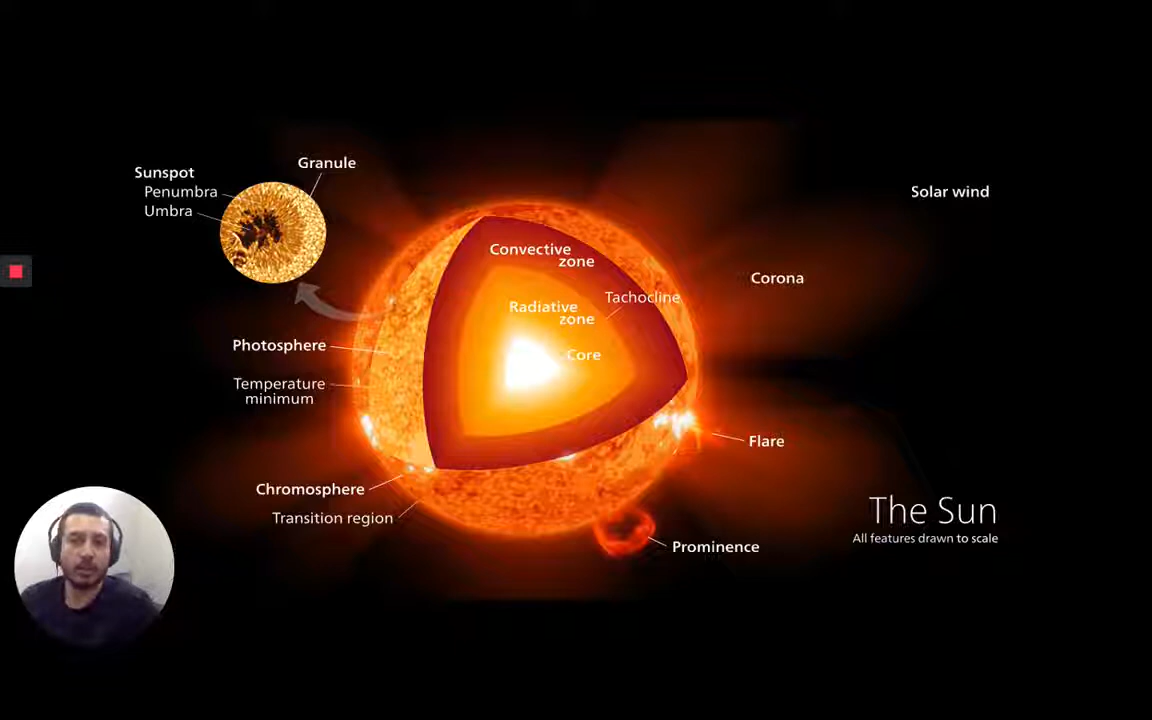 Granule
Sunspot
Penumbra
Umbra
Solar wind
Convective
zone
Corona
Tachocline
Radiative
zone
Photosphere
Core
Temperature
minimum
Flare
Chromosphere
Transition region
The Sun
All features drawn to scale
Prominence